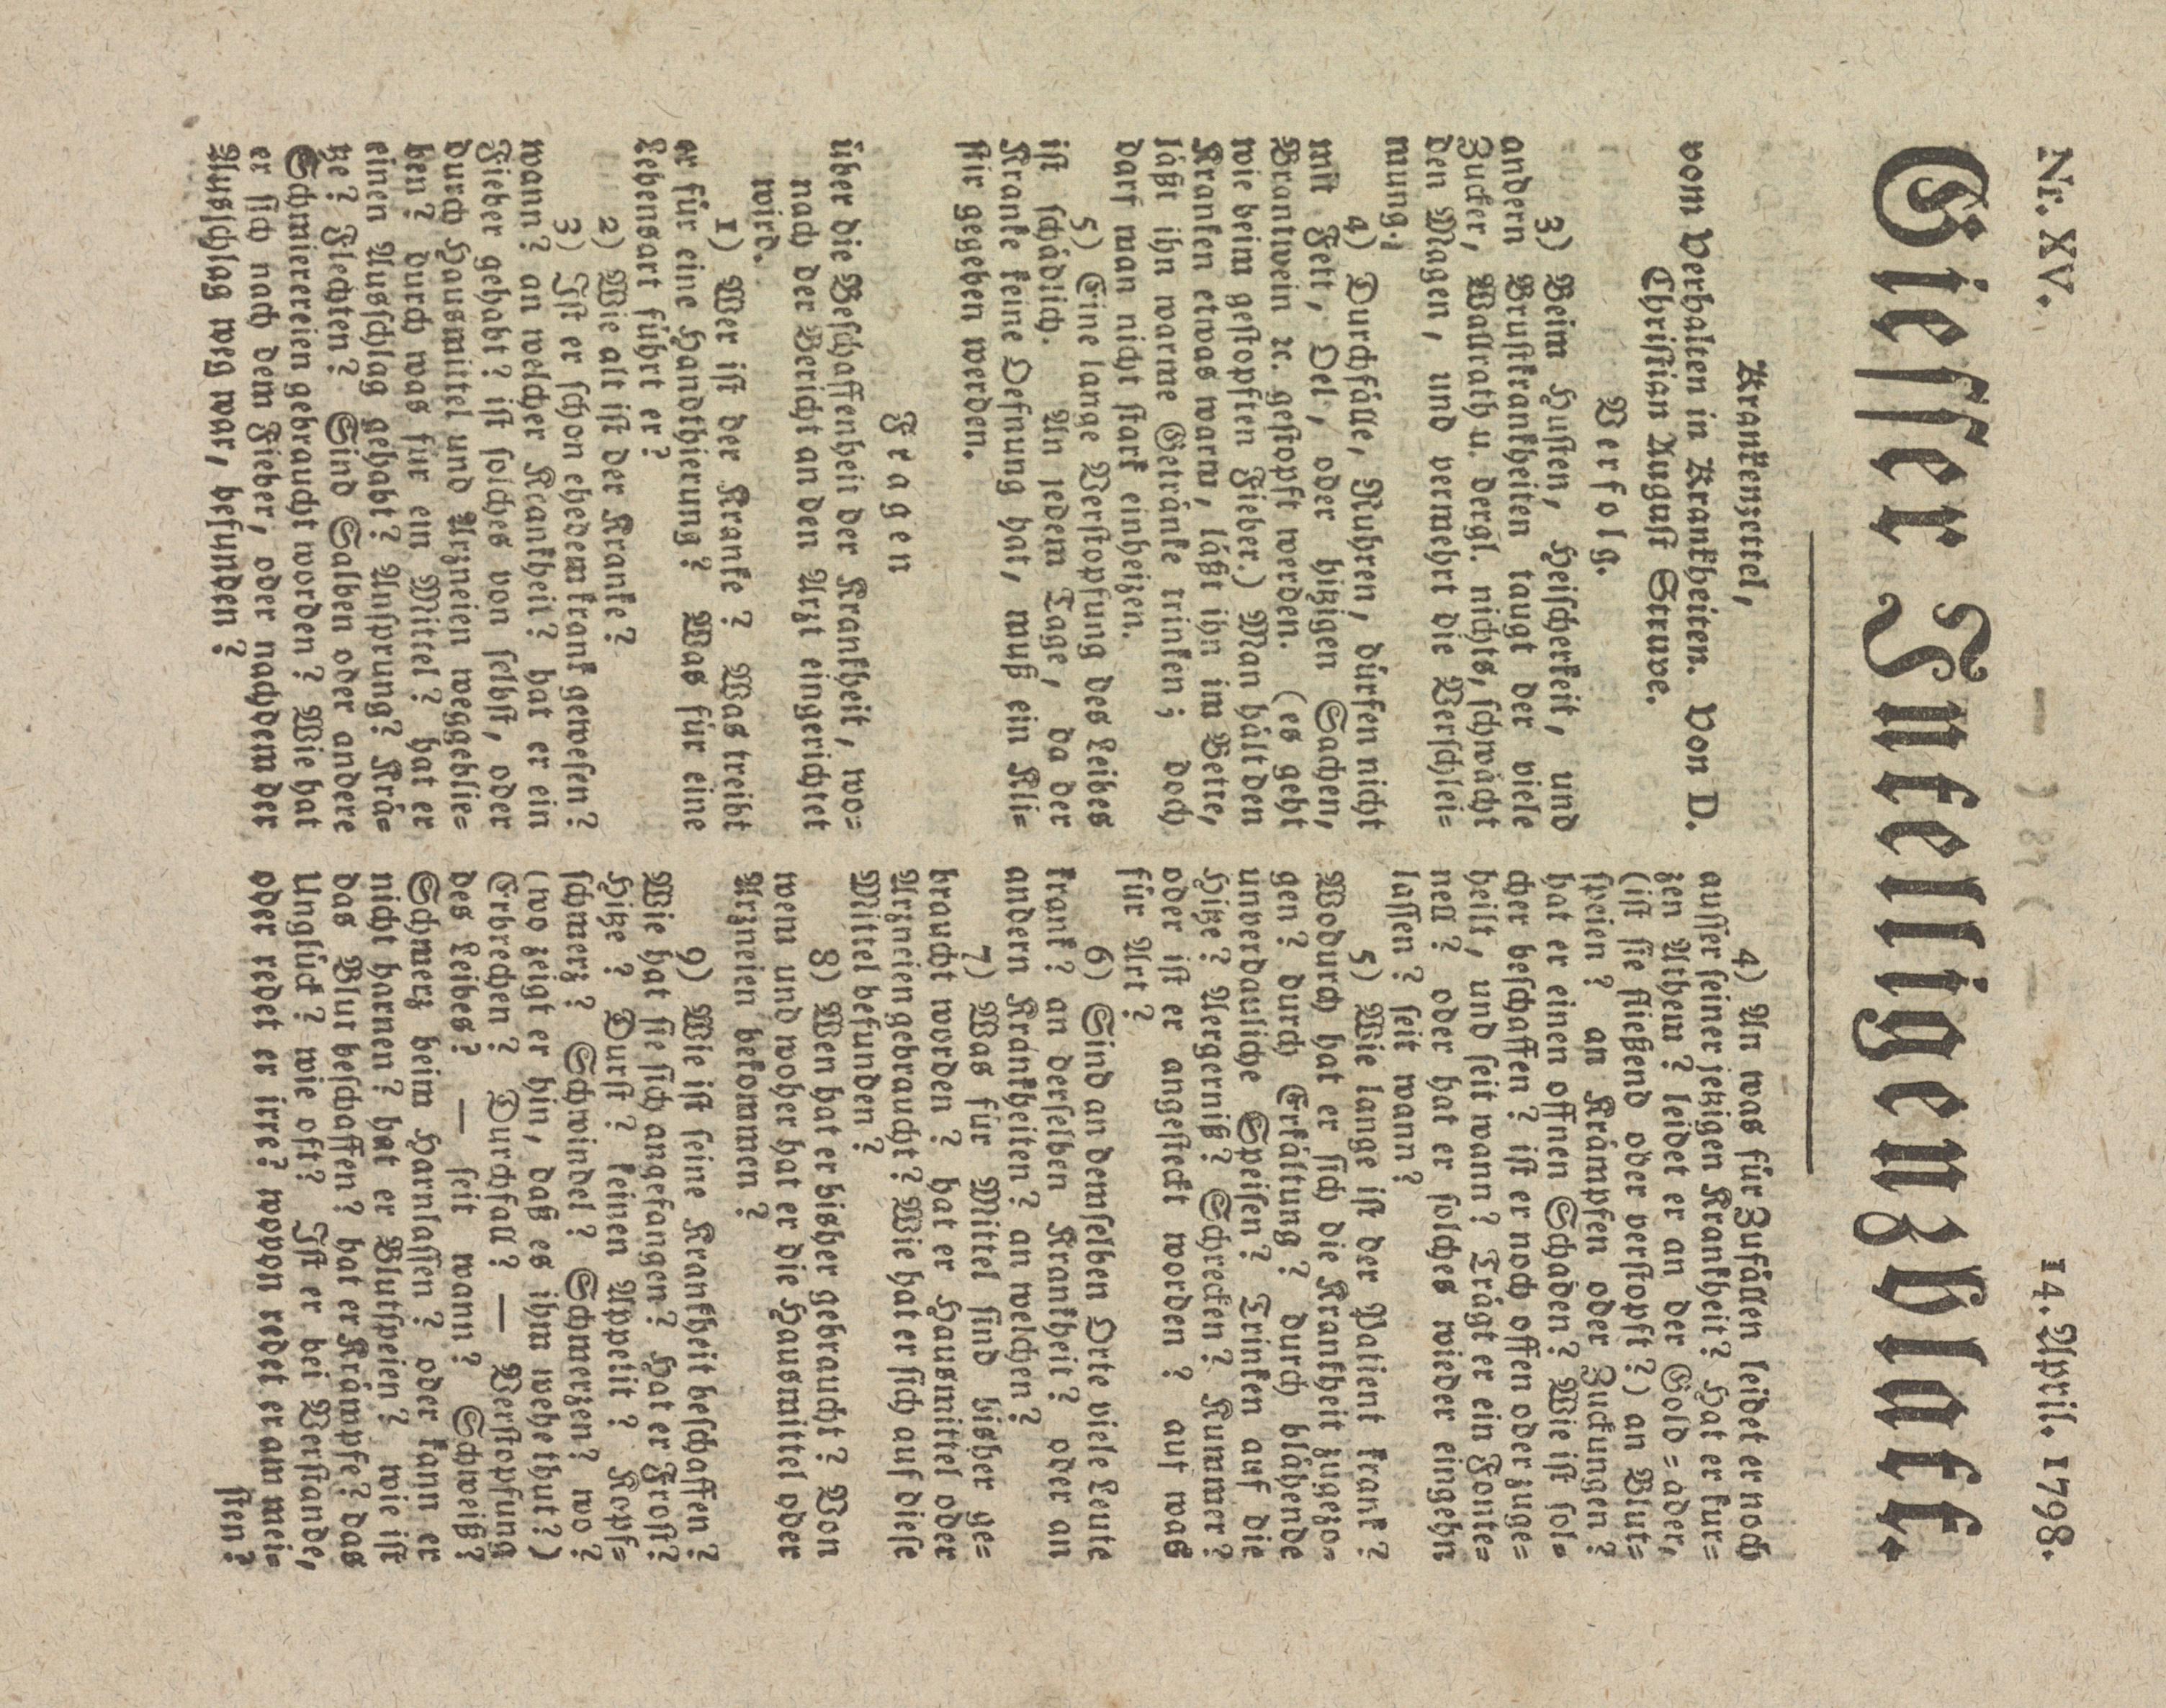 Nr. XV.
14. April. 1798.
Giesser Intelligenzblatt.
Krankenzettel,
vom Verhalten in Krankheiten. Von D.
Christian August Struve.
Verfolg.
3) Beim Husten, Heischerkeit, und
andern Brustkrankheiten taugt der viele
Zucker, Wallrath u. dergl. nichts, schwächt
den Magen, und vermehrt die Verschlei=
mung.;
4) Durchfälle, Ruhren, dürfen nicht
mit Fett, Oel, oder hitzigen Sachen,
Brantwein ꝛc. gestopft werden. (es geht
wie beim gestopften Fieber.) Man hält den
Kranken etwas warm, läßt ihn im Bette,
läßt ihn warme Getränke trinken; doch
darf man nicht stark einheizen.
5) Eine lange Verstopfung des Leibes
ist schädlich. An jedem Tage, da der
Kranke keine Oefnung hat, muß ein Kli=
stir gegeben werden.
Fragen
über die Beschaffenheit der Krankheit, wo=
nach der Bericht an den Arzt eingerichtet
wird.
1) Wer ist der Kranke? Was treibt
er für eine Handthierung? Was für eine
Lebensart führt er?
2) Wie alt ist der Kranke?
3) Ist er schon ehedem krank gewesen?
wann? an welcher Krankheit? hat er ein
Fieber gehabt? ist solches von selbst, oder
durch Hausmittel und Arzneien weggeblie=
ben? durch was für ein Mittel? hat er
einen Ausschlag gehabt? Ansprung? Krä=
tze? Flechten? Sind Salben oder andere
Schmierereien gebraucht worden? Wie hat
er sich nach dem Fieber, oder nachdem der
Ausschlag weg war, befunden?
4) An was für Zufällen leidet er noch
ausser seiner jetzigen Krankheit? Hat er kur=
zen Athem? leidet er an der Gold=ader,
(ist sie fliessend oder verstopft?) an Blut=
speien? an Krämpfen oder Zuckungen?
hat er einen offnen Schaden? Wie ist sol=
cher beschaffen? ist er noch offen oder zuge=
heilt, und seit wann? Trägt er ein Fonte=
nell? oder hat er solches wieder eingehn
lassen? seit wann?
5) Wie lange ist der Patient krank?
Wodurch hat er sich die Krankheit zugezo=
gen? durch Erkältung? durch blähende
unverdauliche Speisen? Trinken auf die
Hitze? Aergerniß? Schrecken? Kummer?
oder ist er angesteckt worden? auf was
für Art?
6) Sind an demselben Orte viele Leute
krank? an derselben Krankheit? oder an
andern Krankheiten? an welchen?
7) Was für Mittel sind bisher ge=
braucht worden? hat er Hausmittel oder
Arzneien gebraucht? Wie hat er sich auf diese
Mittel befunden?
8) Wen hat er bisher gebraucht? Von
wem und woher hat er die Hausmittel oder
Arzneien bekommen?
9) Wie ist seine Krankheit beschaffen?
Wie hat sie sich angefangen? Hat er Frost?
Hitze? Durst? keinen Appetit? Kopf=
schmerz? Schwindel? Schmerzen? wo?
(wo zeigt er hin, daß es ihm wehe thut?)
Erbrechen? Durchfall? — Verstopfung
des Leibes? — seit wann? Schweiß?
Schmerz beim Harnlassen? oder kann er
nicht harnen? hat er Blutspeien? wie ist
das Blut beschaffen? hat er Krämpfe? das
Unglück? wie oft? Ist er bei Verstande,
oder redet er irre? wovon redet er am mei=
sten?